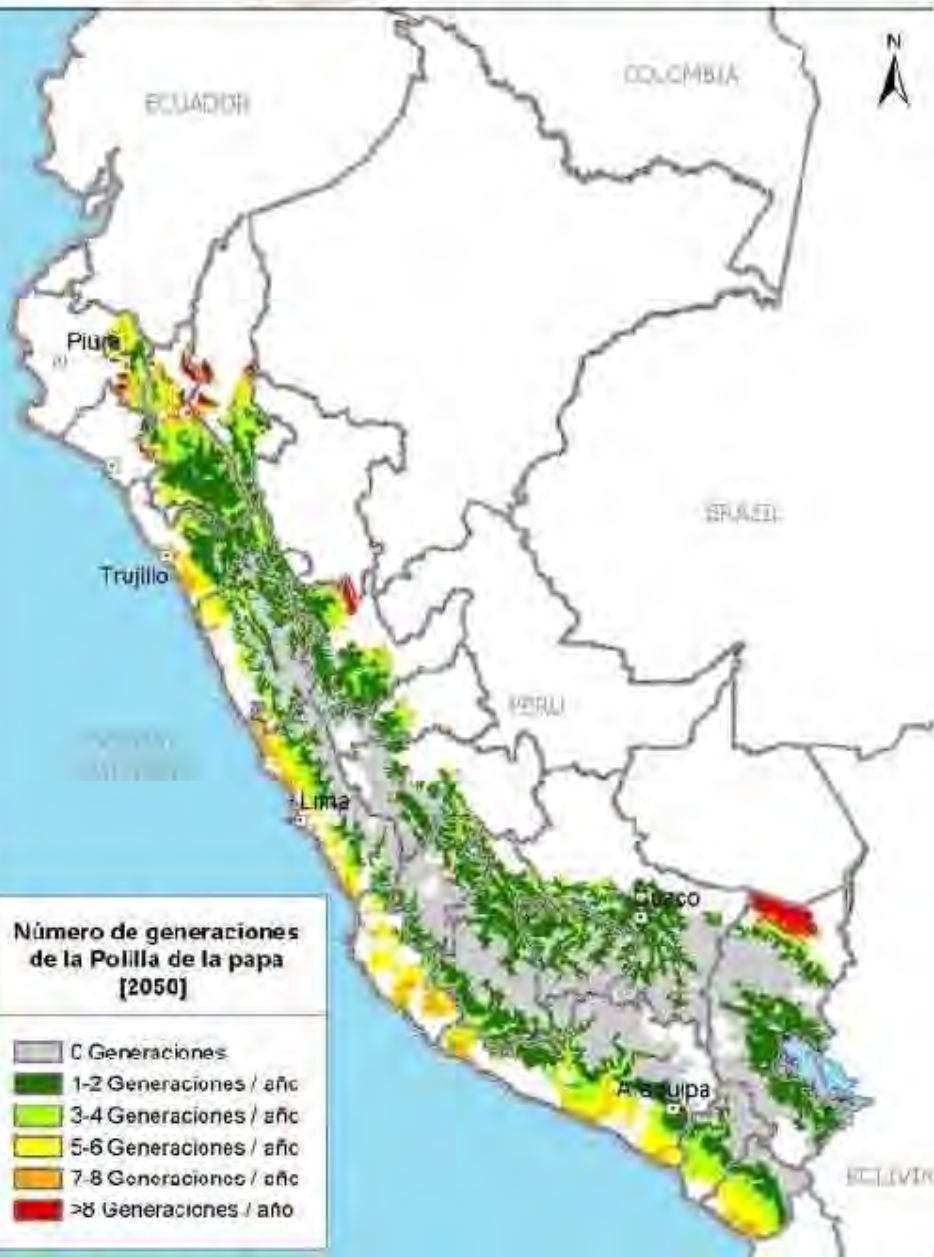 N
COLOMBIA
ECUADOR
Piura
BRAZIL
Trujillo
PERU
Lima
Cuzco
Número de generaciones
de la Polilla de la papa
[2050]
0 Generaciones
1-2 Generaciones / año
3-4 Generaciones / año
5-6 Generaciones / año
7-8 Generaciones / año
>8 Generaciones / año
Arequipa
BOLIVIA